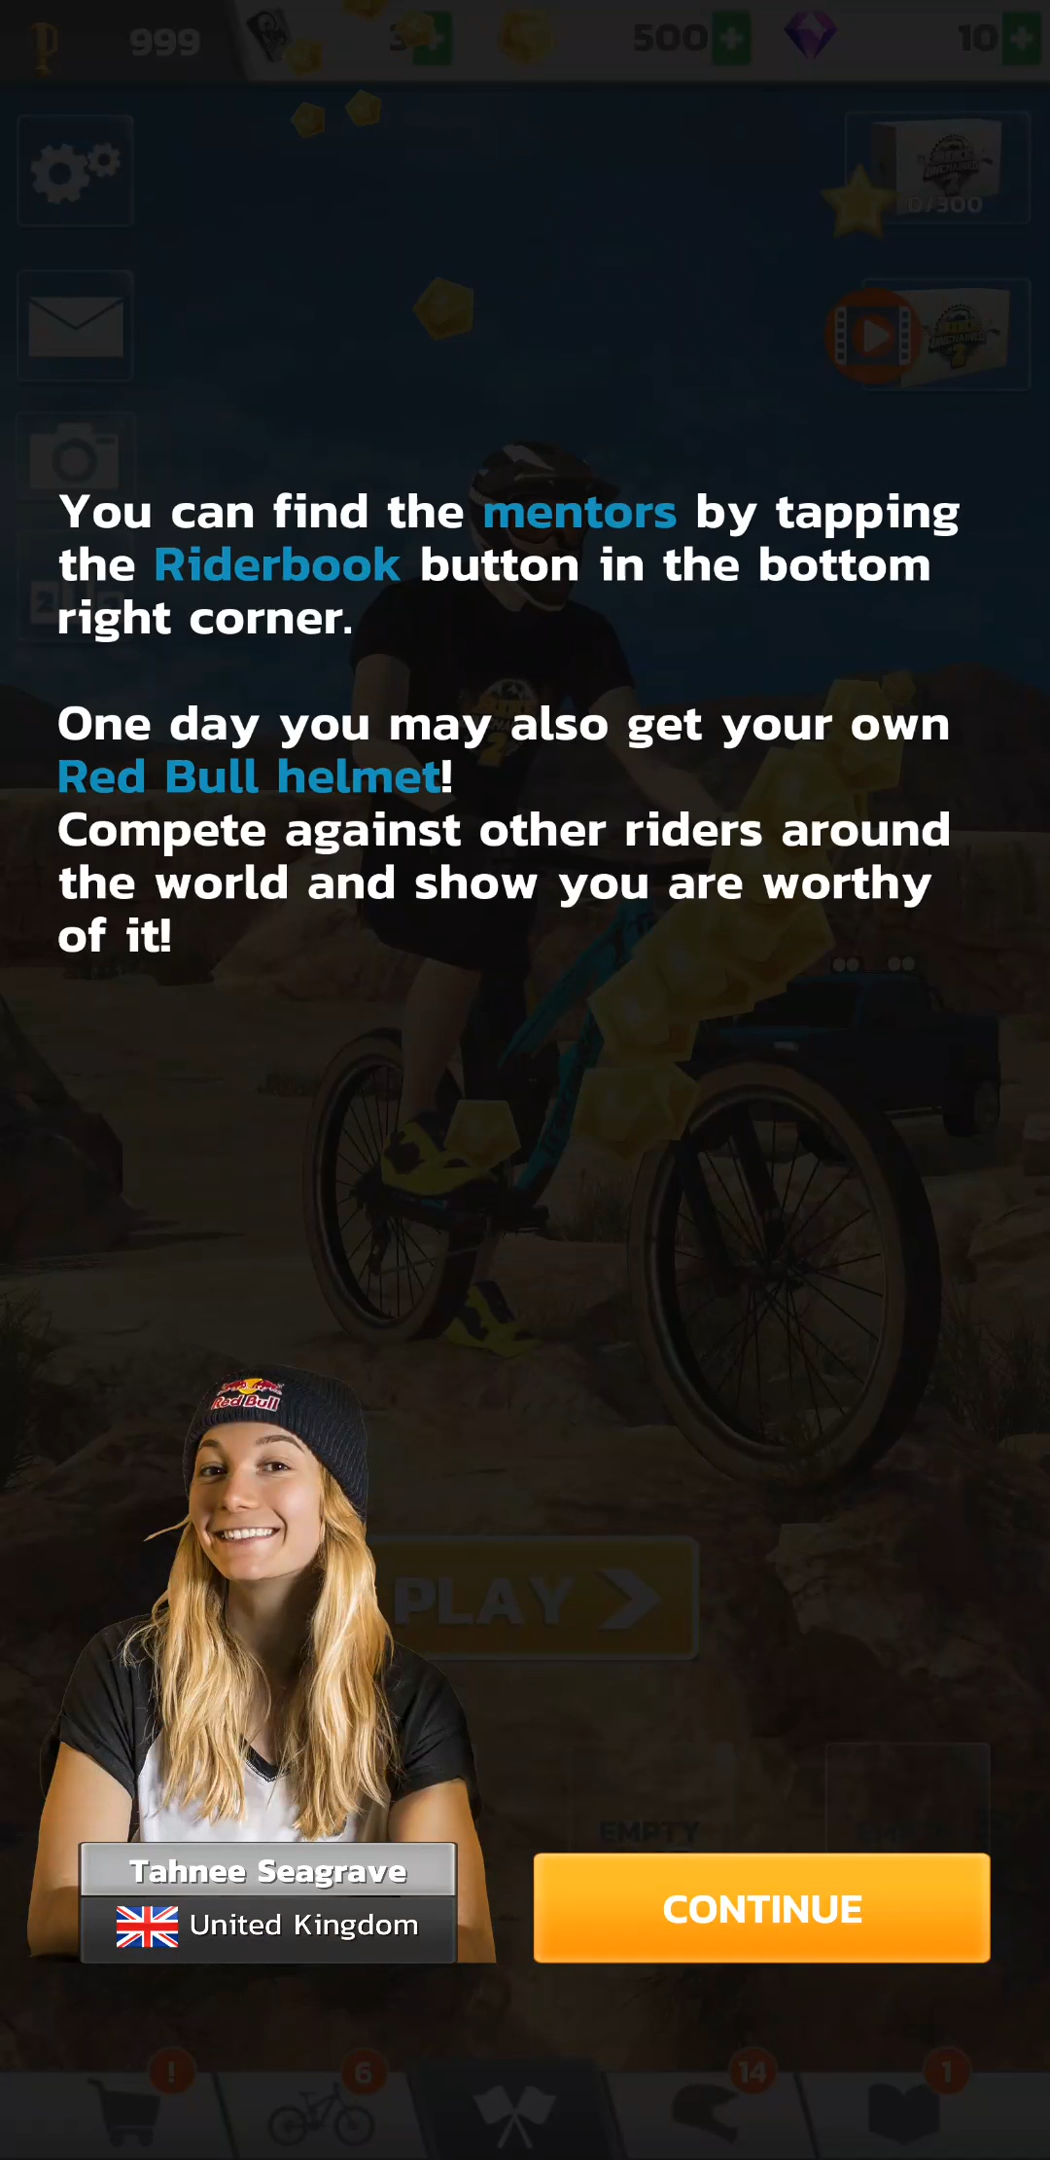 999
3
500
10
0/300
You can find the mentors by tapping
the Riderbook button in the bottom
right corner.
One day you may also get your own
Red Bull helmet!
Compete against other riders around
the world and show you are worthy
of it!
Red Bull
PLAY
EMPTY
Tahnee Seagrave
United Kingdom
CONTINUE
!
6
14
1